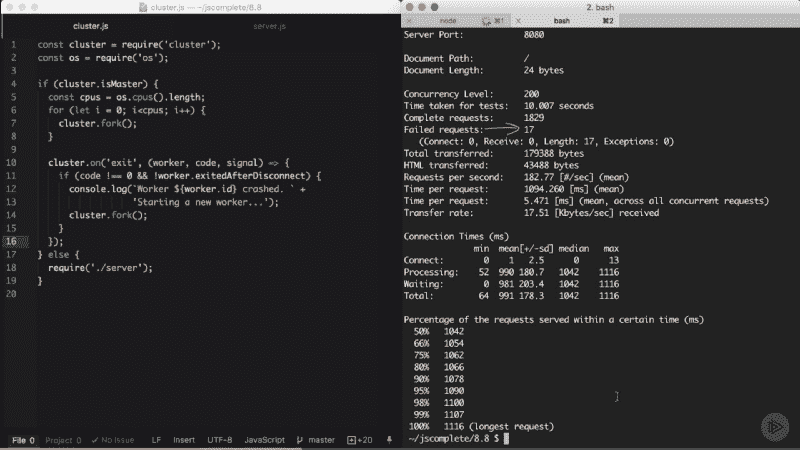 cluster.js — ~/jscomplete/8.8
cluster.js
server.js
1 const cluster = require('cluster');
2 const os = require('os');
3
4 if (cluster.isMaster) {
5 const cpus = os.cpus().length;
6 for (let i = 0; i<cpus; i++) {
7 cluster.fork();
8 }
9
10 cluster.on('exit', (worker, code, signal) => {
11 if (code !== 0 && !worker.exitedAfterDisconnect) {
12 console.log(`Worker ${worker.id} crashed. ` +
13 'Starting a new worker...');
14 cluster.fork();
15 }
16 });
17 } else {
18 require('./server');
19 }
20
File 0 Project 0 ✓ No Issue LF Insert UTF-8 JavaScript master +20
2. bash
node ⌘1 × bash ⌘2
Server Port: 8080
Document Path: /
Document Length: 24 bytes
Concurrency Level: 200
Time taken for tests: 10.007 seconds
Complete requests: 1829
Failed requests: 17
(Connect: 0, Receive: 0, Length: 17, Exceptions: 0)
Total transferred: 179388 bytes
HTML transferred: 43488 bytes
Requests per second: 182.77 [#/sec] (mean)
Time per request: 1094.260 [ms] (mean)
Time per request: 5.471 [ms] (mean, across all concurrent requests)
Transfer rate: 17.51 [Kbytes/sec] received
Connection Times (ms)
min mean[+/-sd] median max
Connect: 0 1 2.5 0 13
Processing: 52 990 180.7 1042 1116
Waiting: 0 981 203.4 1042 1116
Total: 64 991 178.3 1042 1116
Percentage of the requests served within a certain time (ms)
50% 1042
66% 1054
75% 1062
80% 1066
90% 1078
95% 1090
98% 1100
99% 1107
100% 1116 (longest request)
~/jscomplete/8.8 $